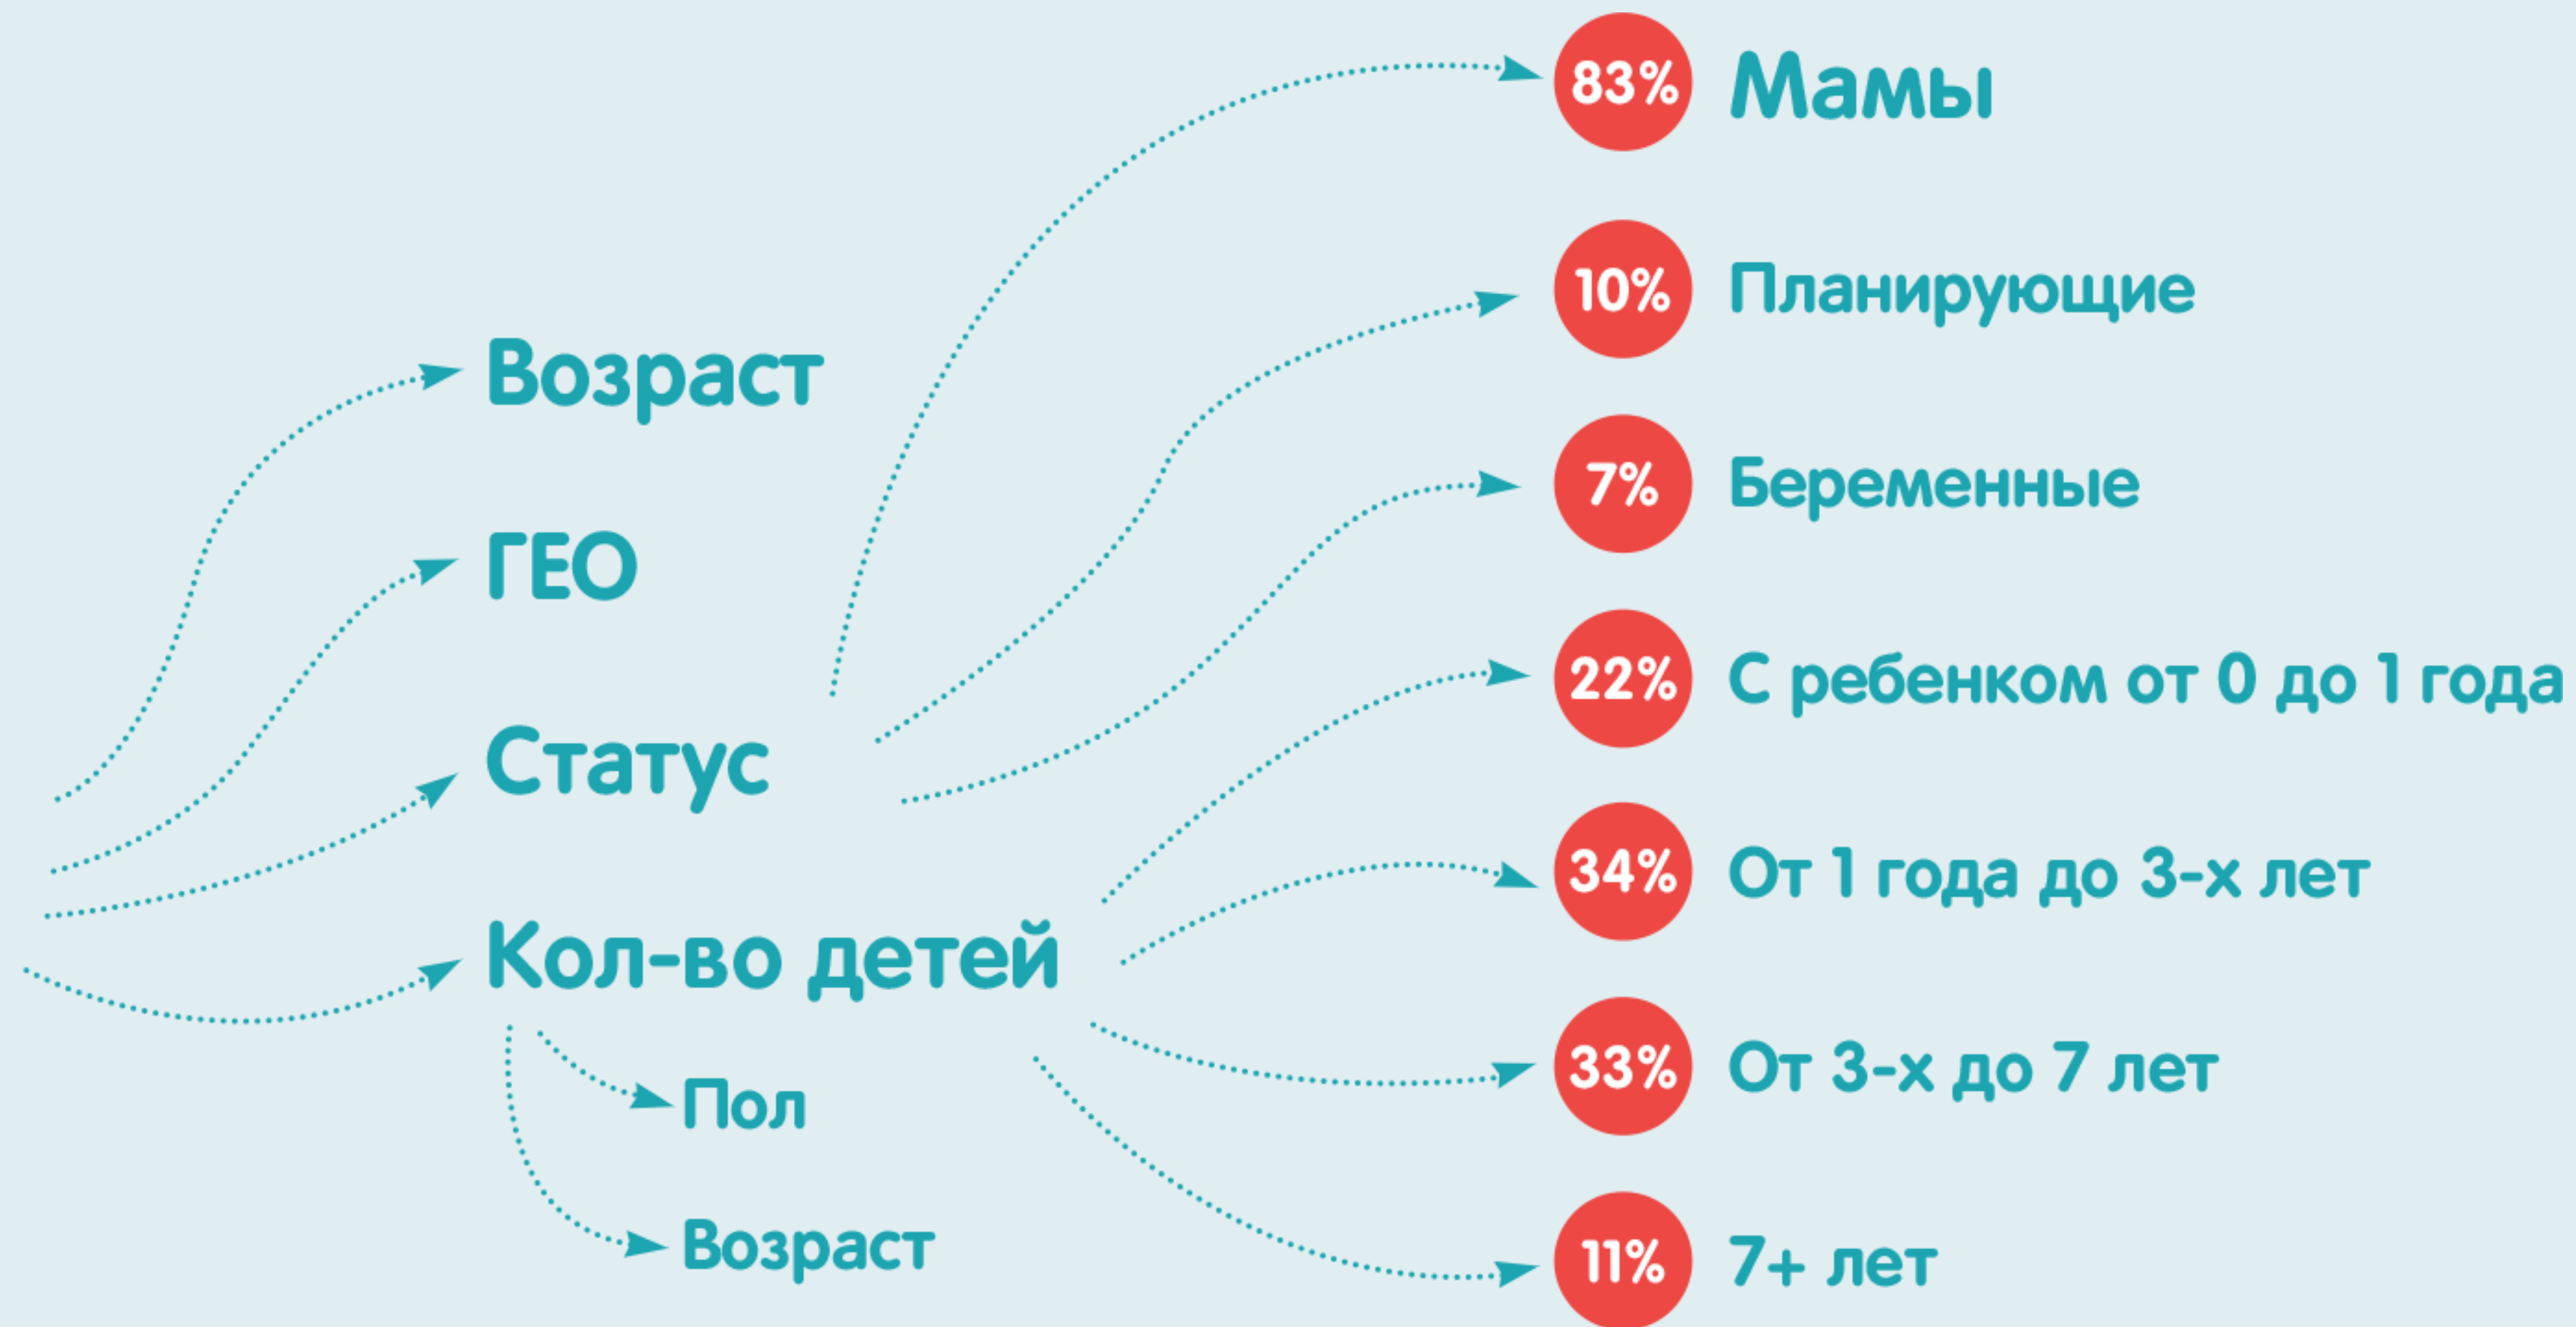 Возраст
ГЕО
Статус
Кол-во детей
Пол
Возраст
83% Мамы
10% Планирующие
7% Беременные
22% С ребенком от 0 до 1 года
34% От 1 года до 3-х лет
33% От 3-х до 7 лет
11% 7+ лет